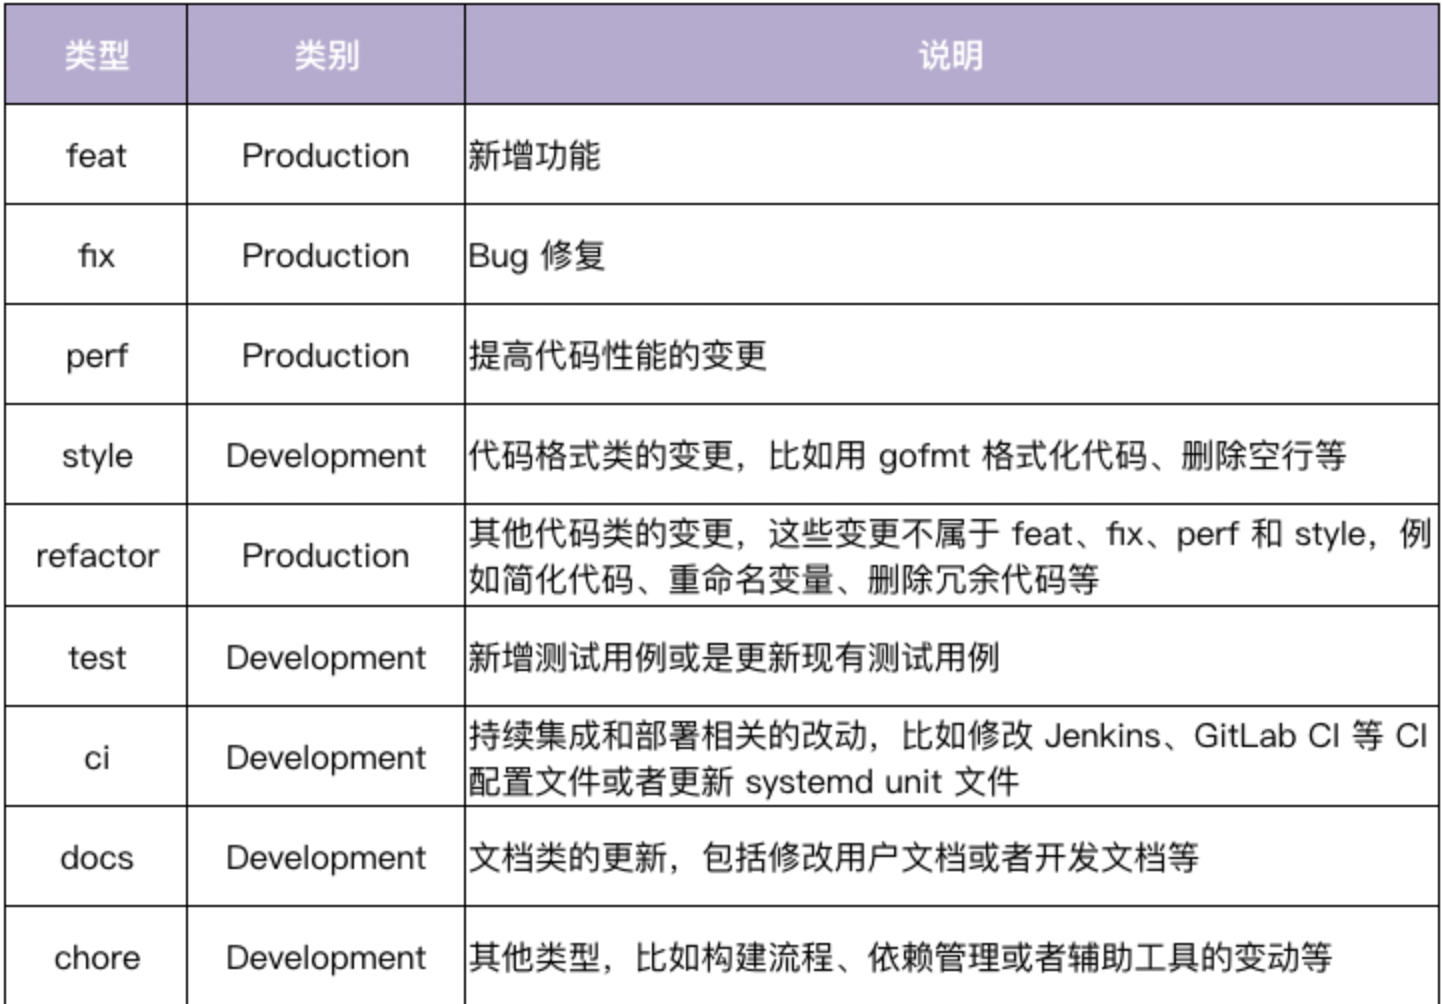 类型 类别 说明
feat Production 新增功能
fix Production Bug 修复
perf Production 提高代码性能的变更
style Development 代码格式类的变更，比如用 gofmt 格式化代码、删除空行等
refactor Production 其他代码类的变更，这些变更不属于 feat、fix、perf 和 style，例
如简化代码、重命名变量、删除冗余代码等
test Development 新增测试用例或是更新现有测试用例
ci Development 持续集成和部署相关的改动，比如修改 Jenkins、GitLab CI 等 CI
配置文件或者更新 systemd unit 文件
docs Development 文档类的更新，包括修改用户文档或者开发文档等
chore Development 其他类型，比如构建流程、依赖管理或者辅助工具的变动等